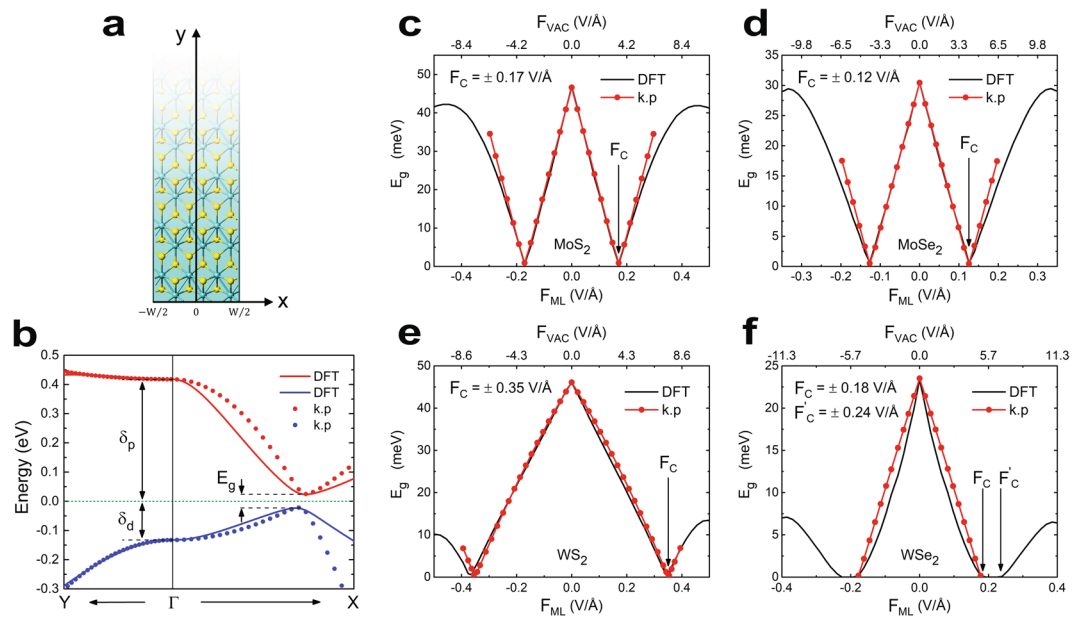 a
y
x
−W/2
0
W/2
b
0.5
0.4
0.3
0.2
0.1
0.0
-0.1
-0.2
-0.3
Energy (eV)
DFT
DFT
k.p
k.p
δp
Eg
δd
Y
Γ
X
c
FVAC (V/Å)
-8.4 -4.2 0.0 4.2 8.4
FC = ± 0.17 V/Å
DFT
k.p
FC
50
40
30
20
10
0
Eg (meV)
MoS2
-0.4 -0.2 0.0 0.2 0.4
FML (V/Å)
d
FVAC (V/Å)
-9.8 -6.5 -3.3 0.0 3.3 6.5 9.8
FC = ± 0.12 V/Å
DFT
k.p
FC
35
30
25
20
15
10
5
0
Eg (meV)
MoSe2
-0.3 -0.2 -0.1 0.0 0.1 0.2 0.3
FML (V/Å)
e
FVAC (V/Å)
-8.6 -4.3 0.0 4.3 8.6
FC = ± 0.35 V/Å
DFT
k.p
FC
50
40
30
20
10
0
Eg (meV)
WS2
-0.4 -0.2 0.0 0.2 0.4
FML (V/Å)
f
FVAC (V/Å)
-11.3 -5.7 0.0 5.7 11.3
FC = ± 0.18 V/Å
F'C = ± 0.24 V/Å
DFT
k.p
FC F'C
25
20
15
10
5
0
Eg (meV)
WSe2
-0.4 -0.2 0.0 0.2 0.4
FML (V/Å)